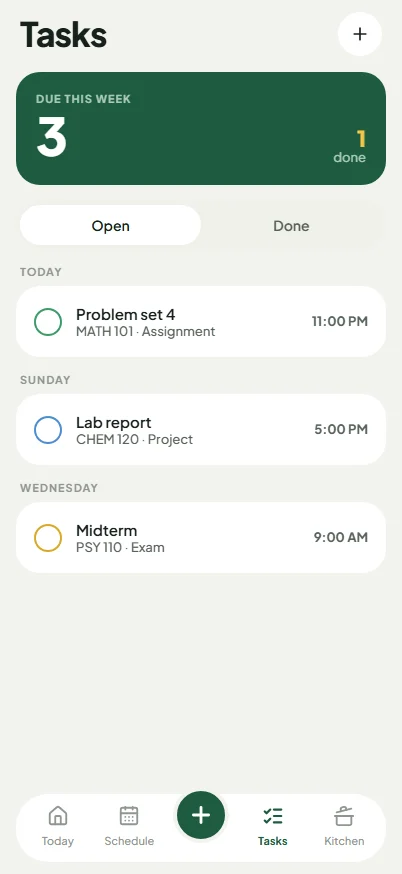 Tasks
DUE THIS WEEK
3
1
done
Open
Done
TODAY
Problem set 4
MATH 101 · Assignment
11:00 PM
SUNDAY
Lab report
CHEM 120 · Project
5:00 PM
WEDNESDAY
Midterm
PSY 110 · Exam
9:00 AM
Today
Schedule
Tasks
Kitchen